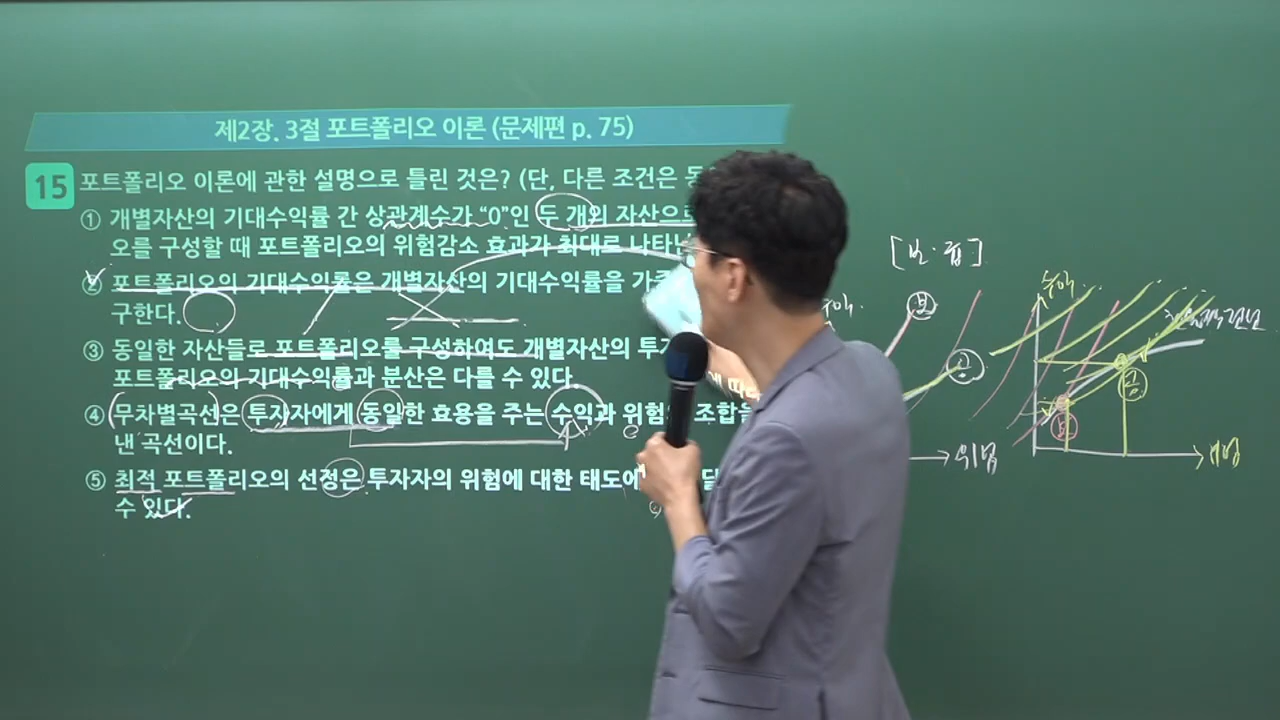 제2장. 3절 포트폴리오 이론 (문제편 p. 75)
15 포트폴리오 이론에 관한 설명으로 틀린 것은? (단, 다른 조건은
① 개별자산의 기대수익률 간 상관계수가 “0”인 두 개의 자산으로
오를 구성할 때 포트폴리오의 위험감소 효과가 최대로
② 포트폴리오의 기대수익률은 개별자산의 기대수익률을
구한다.
③ 동일한 자산들로 포트폴리오를 구성하여도 개별자산의
포트폴리오의 기대수익률과 분산은 다를 수 있다.
④ 무차별곡선은 투자자에게 동일한 효용을 주는 수익과 위험의 조합을
낸 곡선이다.
⑤ 최적 포트폴리오의 선정은 투자자의 위험에 대한 태도에
수 있다.
보
공
위험
수익
공
보
위험